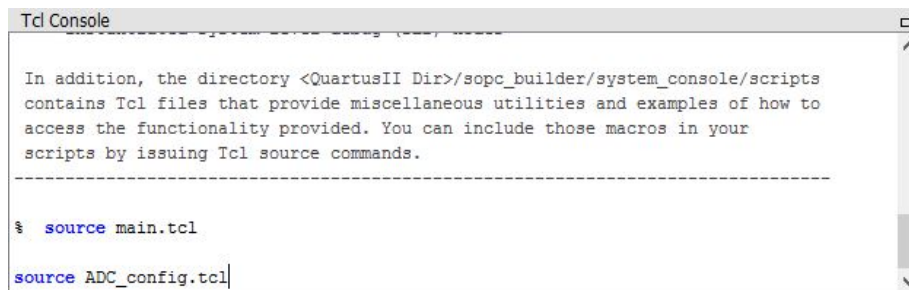 Tcl Console
In addition, the directory <QuartusII Dir>/sopc_builder/system_console/scripts
contains Tcl files that provide miscellaneous utilities and examples of how to
access the functionality provided. You can include those macros in your
scripts by issuing Tcl source commands.
--------------------------------------------------------------------------------
% source main.tcl
source ADC_config.tcl